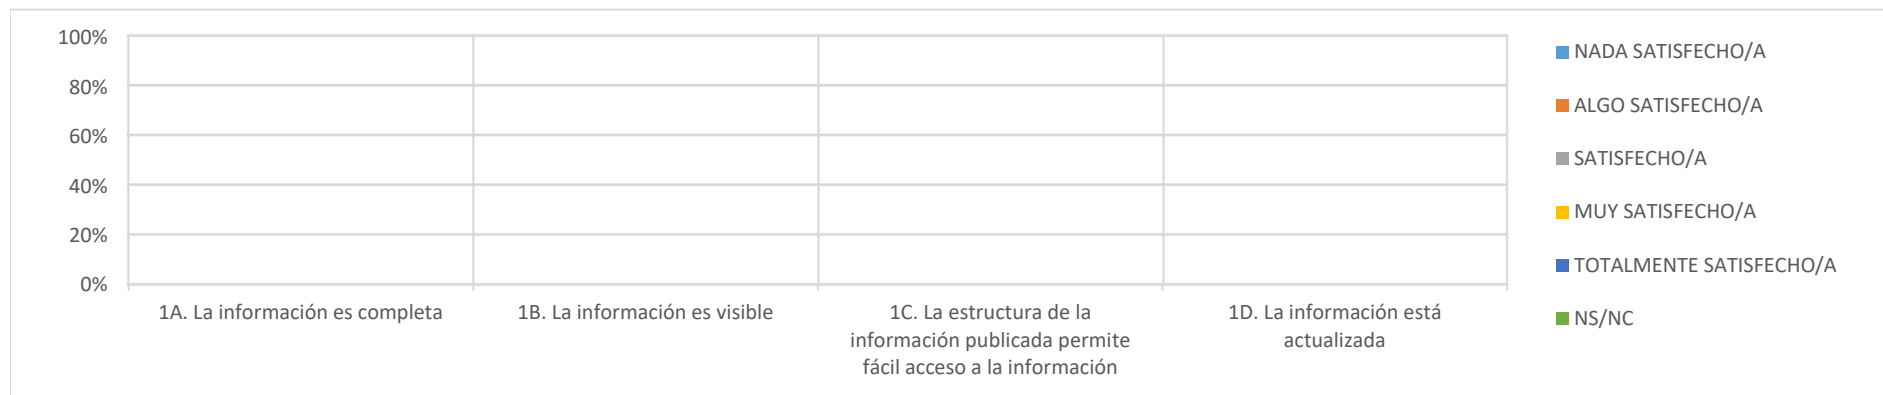 100%
80%
60%
40%
20%
0%
1A. La información es completa
1B. La información es visible
1C. La estructura de la
información publicada permite
fácil acceso a la información
1D. La información está
actualizada
NADA SATISFECHO/A
ALGO SATISFECHO/A
SATISFECHO/A
MUY SATISFECHO/A
TOTALMENTE SATISFECHO/A
NS/NC